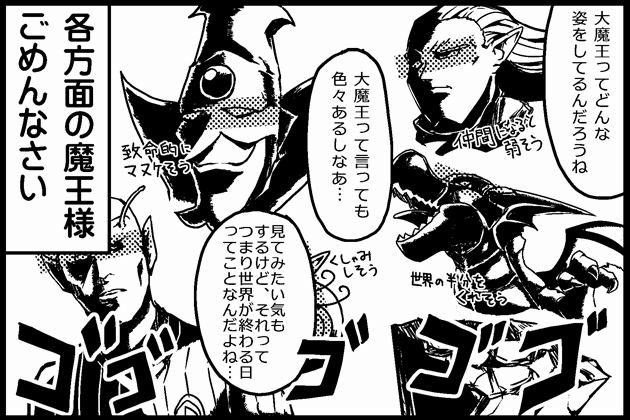 大魔王ってどんな
姿をしてるんだろうね
仲間になると
弱そう
大魔王って言っても
色々あるしなあ…
致命的に
マヌケそう
世界の半分を
くれそう
くしゃみ
しそう
見てみたい気も
するけど、それって
つまり世界が終わる日
ってことなんだよね…
各方面の魔王様
ごめんなさい
ゴゴゴ
ゴゴ